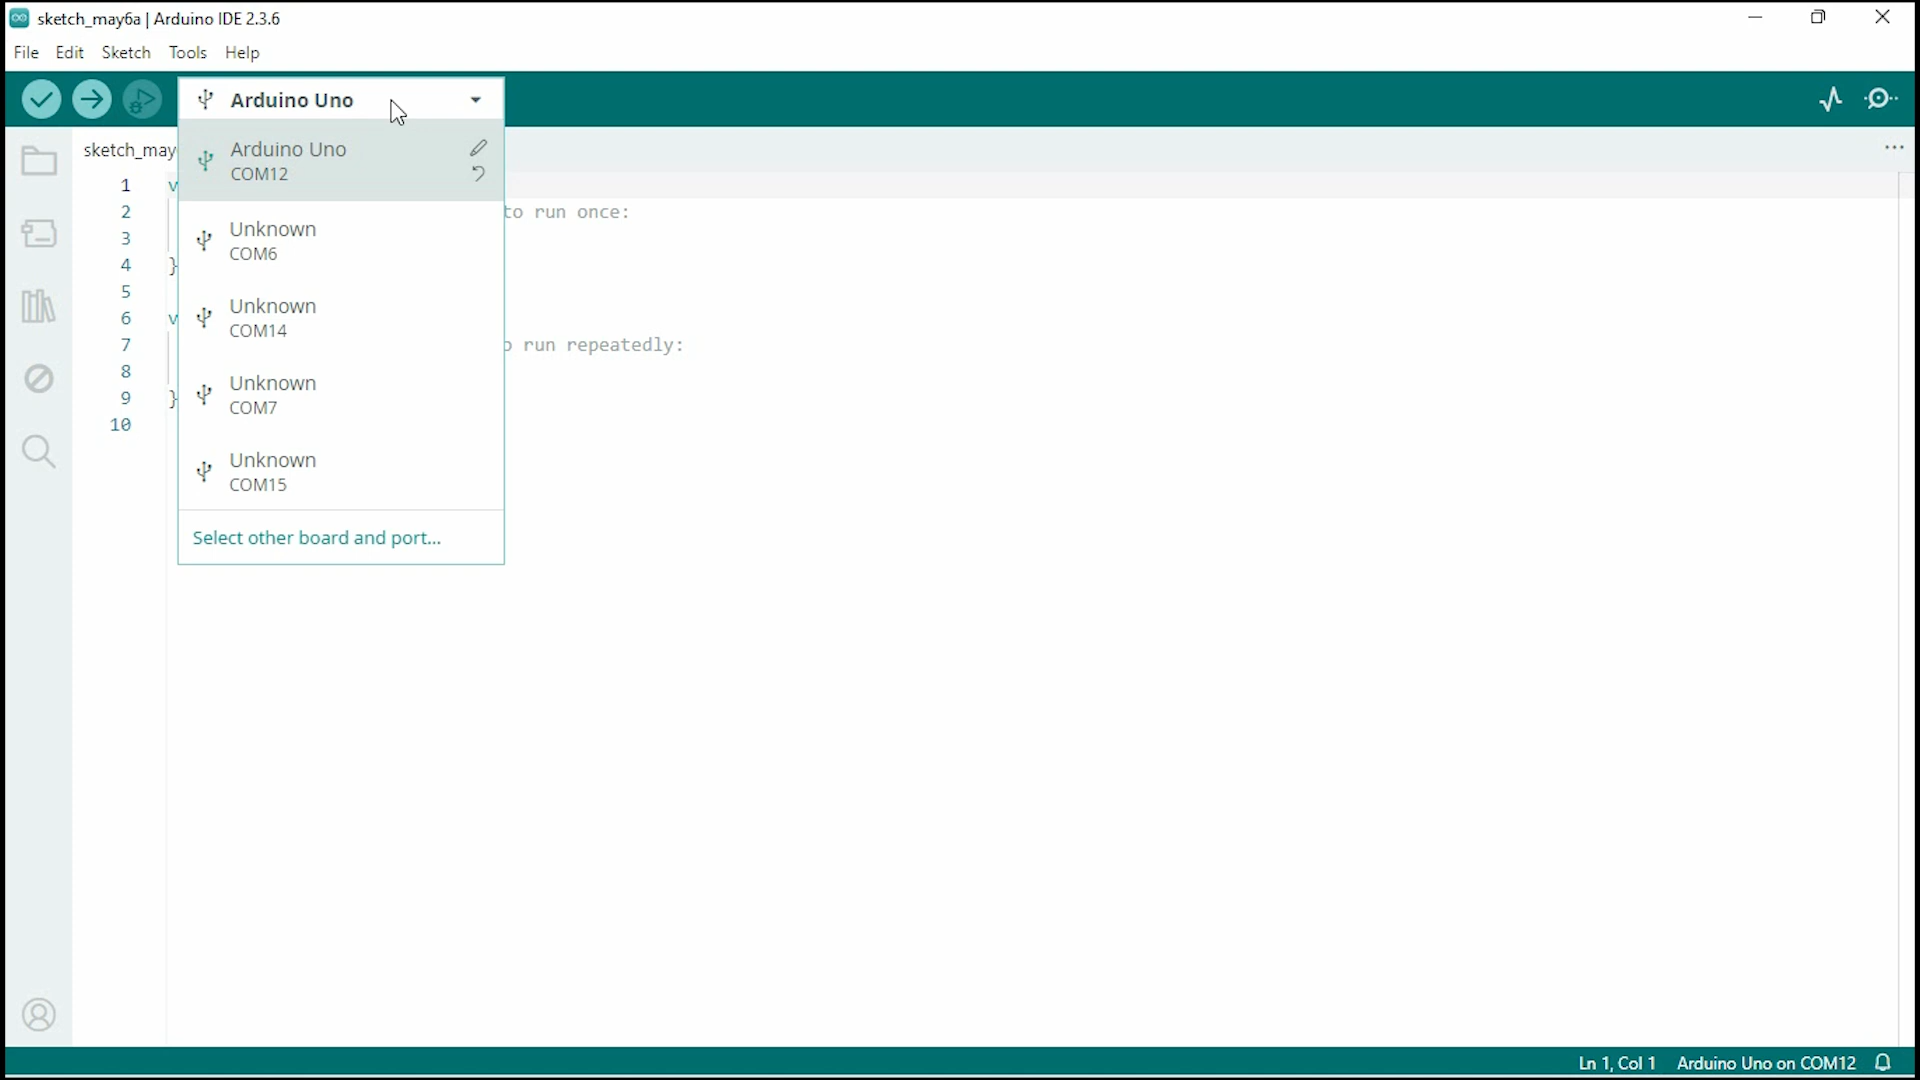 sketch_may6a | Arduino IDE 2.3.6
File Edit Sketch Tools Help
Arduino Uno
sketch_may
Arduino Uno
COM12
1 v
2 to run once:
3
Unknown
COM6
4 }
5
Unknown
COM14
6 v
7 run repeatedly:
8
Unknown
COM7
9 }
10
Unknown
COM15
Select other board and port...
Ln 1, Col 1 Arduino Uno on COM12